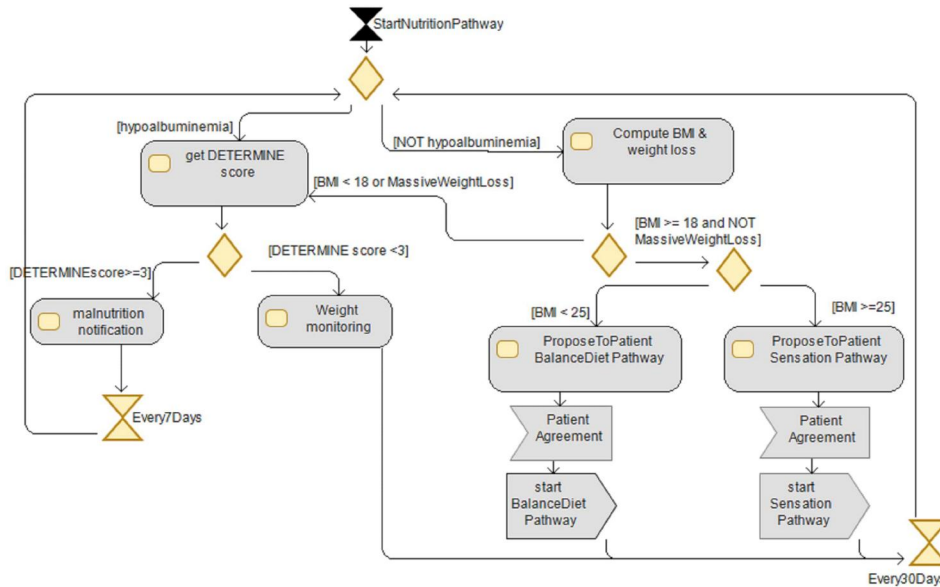 StartNutritionPathway
[hypoalbuminemia]
[NOT hypoalbuminemia]
Compute BMI &
weight loss
get DETERMINE
score
[BMI < 18 or MassiveWeightLoss]
[BMI >= 18 and NOT
MassiveWeightLoss]
[DETERMINE score <3]
[DETERMINEscore>=3]
malnutrition
notification
Weight
monitoring
[BMI < 25]
[BMI >=25]
ProposeToPatient
BalanceDiet Pathway
ProposeToPatient
Sensation Pathway
Every7Days
Patient
Agreement
Patient
Agreement
start
BalanceDiet
Pathway
start
Sensation
Pathway
Every30Days